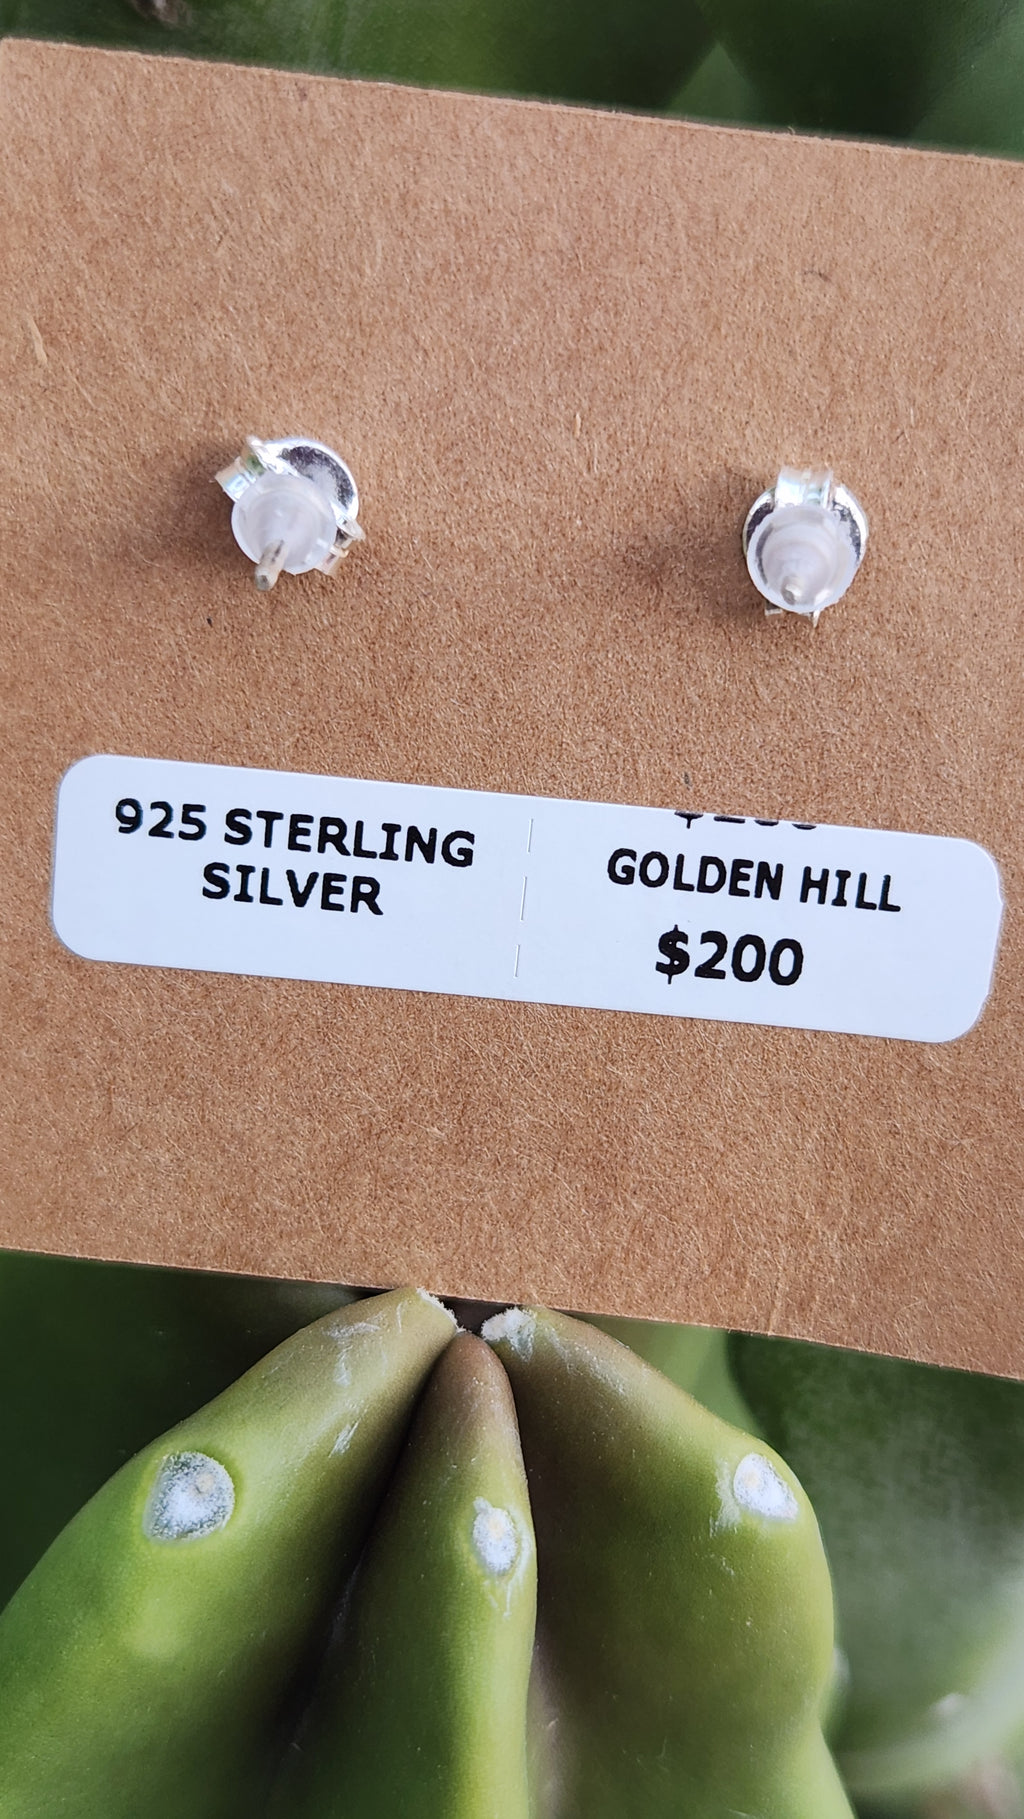 925 STERLING
SILVER
GOLDEN HILL
$200